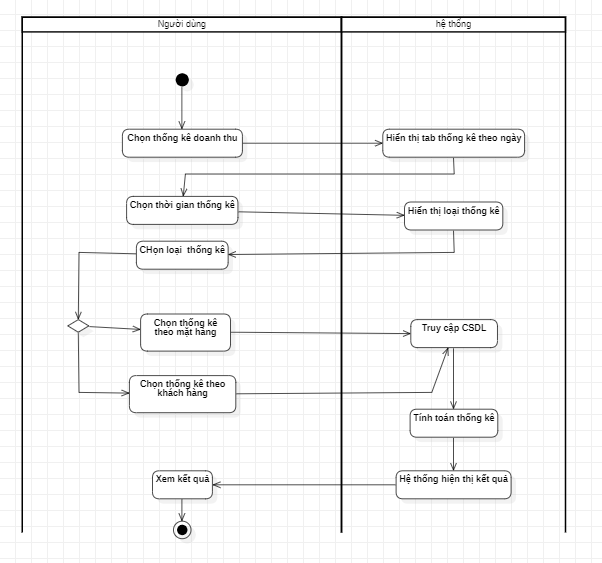 Người dùng
hệ thống
Chọn thống kê doanh thu
Hiển thị tab thống kê theo ngày
Chọn thời gian thống kê
Hiển thị loại thống kê
CHọn loại thống kê
Chọn thống kê
theo mặt hàng
Truy cập CSDL
Chọn thống kê theo
khách hàng
Tính toán thống kê
Xem kết quả
Hệ thống hiện thị kết quả